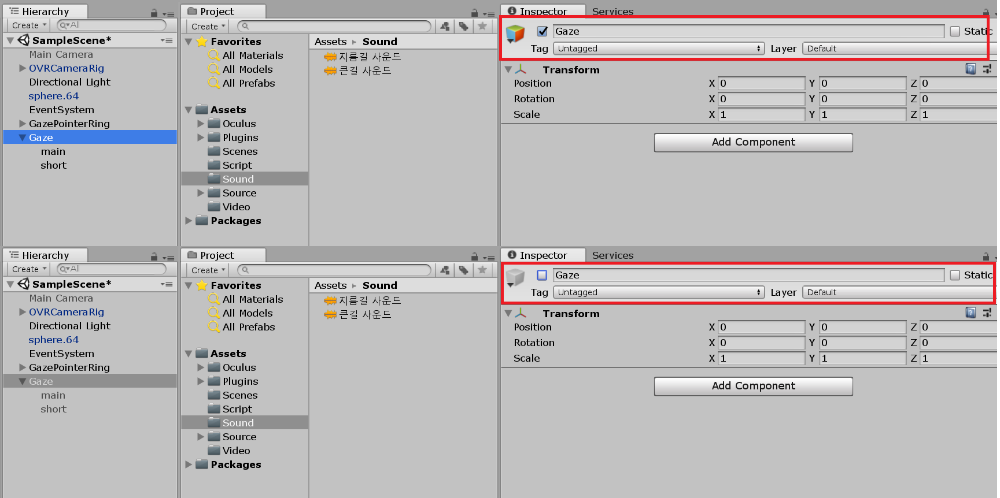 Hierarchy
Create
All
SampleScene*
Main Camera
OVRCameraRig
Directional Light
sphere.64
EventSystem
GazePointerRing
Gaze
main
short
Project
Create
Favorites
All Materials
All Models
All Prefabs
Assets
Oculus
Plugins
Scenes
Script
Sound
Source
Video
Packages
Assets Sound
지름길 사운드
큰길 사운드
Inspector Services
Gaze Static
Tag Untagged Layer Default
Transform
Position X 0 Y 0 Z 0
Rotation X 0 Y 0 Z 0
Scale X 1 Y 1 Z 1
Add Component
Hierarchy
Create
All
SampleScene*
Main Camera
OVRCameraRig
Directional Light
sphere.64
EventSystem
GazePointerRing
Gaze
main
short
Project
Create
Favorites
All Materials
All Models
All Prefabs
Assets
Oculus
Plugins
Scenes
Script
Sound
Source
Video
Packages
Assets Sound
지름길 사운드
큰길 사운드
Inspector Services
Gaze Static
Tag Untagged Layer Default
Transform
Position X 0 Y 0 Z 0
Rotation X 0 Y 0 Z 0
Scale X 1 Y 1 Z 1
Add Component